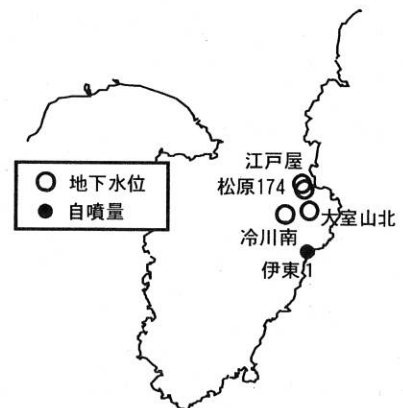 江戸屋
松原174
地下水位
自噴量
大室山北
冷川南
伊東1